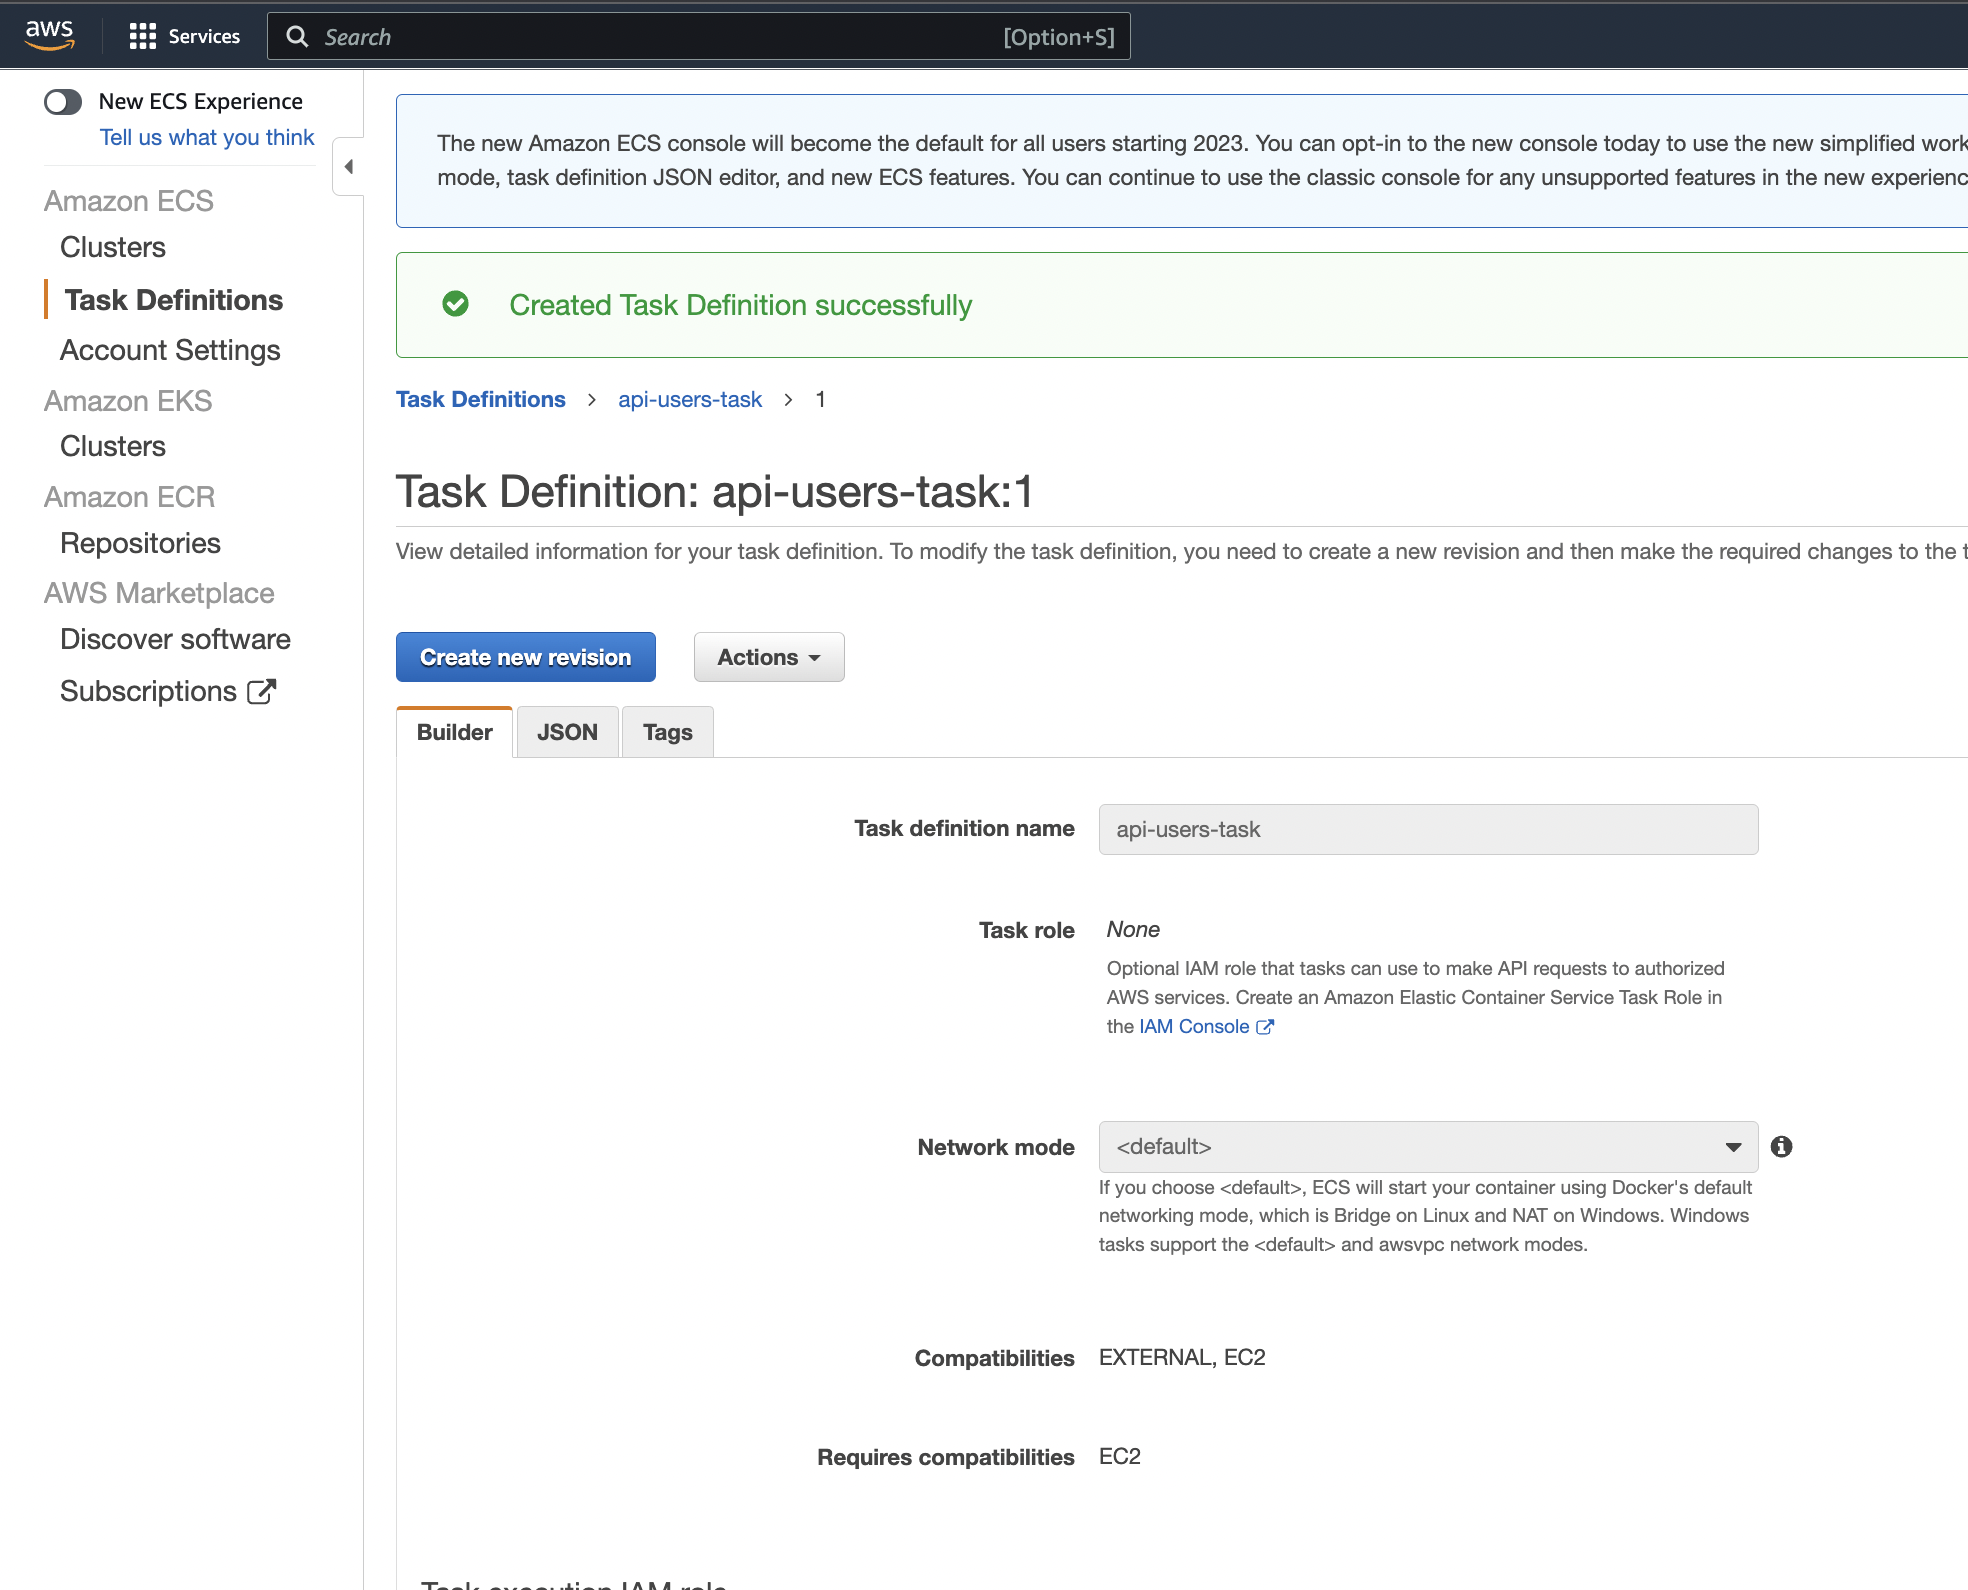 aws
Services
Search
[Option+S]
New ECS Experience
Tell us what you think
Amazon ECS
Clusters
Task Definitions
Account Settings
Amazon EKS
Clusters
Amazon ECR
Repositories
AWS Marketplace
Discover software
Subscriptions
The new Amazon ECS console will become the default for all users starting 2023. You can opt-in to the new console today to use the new simplified work
mode, task definition JSON editor, and new ECS features. You can continue to use the classic console for any unsupported features in the new experienc
Created Task Definition successfully
Task Definitions > api-users-task > 1
Task Definition: api-users-task:1
View detailed information for your task definition. To modify the task definition, you need to create a new revision and then make the required changes to the t
Create new revision
Actions
Builder
JSON
Tags
Task definition name
api-users-task
Task role
None
Optional IAM role that tasks can use to make API requests to authorized
AWS services. Create an Amazon Elastic Container Service Task Role in
the IAM Console
Network mode
<default>
If you choose <default>, ECS will start your container using Docker's default
networking mode, which is Bridge on Linux and NAT on Windows. Windows
tasks support the <default> and awsvpc network modes.
Compatibilities
EXTERNAL, EC2
Requires compatibilities
EC2
Task execution IAM role